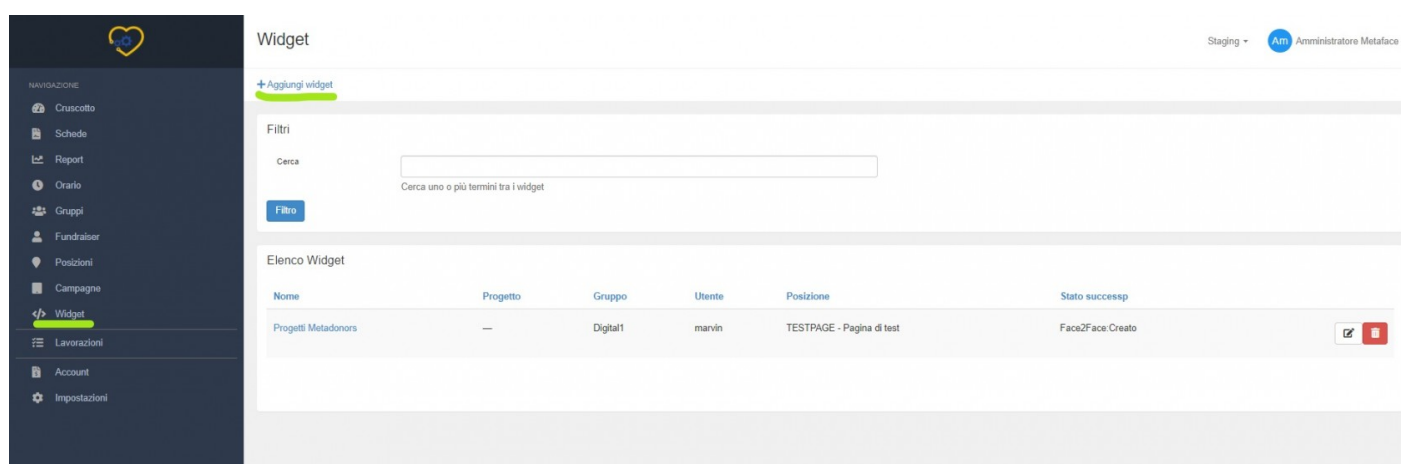 Widget
Staging
Am Amministratore Metaface
NAVIGAZIONE
Cruscotto
Schede
Report
Orario
Gruppi
Fundraiser
Posizioni
Campagne
Widget
Lavorazioni
Account
Impostazioni
+ Aggiungi widget
Filtri
Cerca
Cerca uno o più termini tra i widget
Filtro
Elenco Widget
Nome Progetto Gruppo Utente Posizione Stato successp
Progetti Metadonors — Digital1 marvin TESTPAGE - Pagina di test Face2Face:Creato